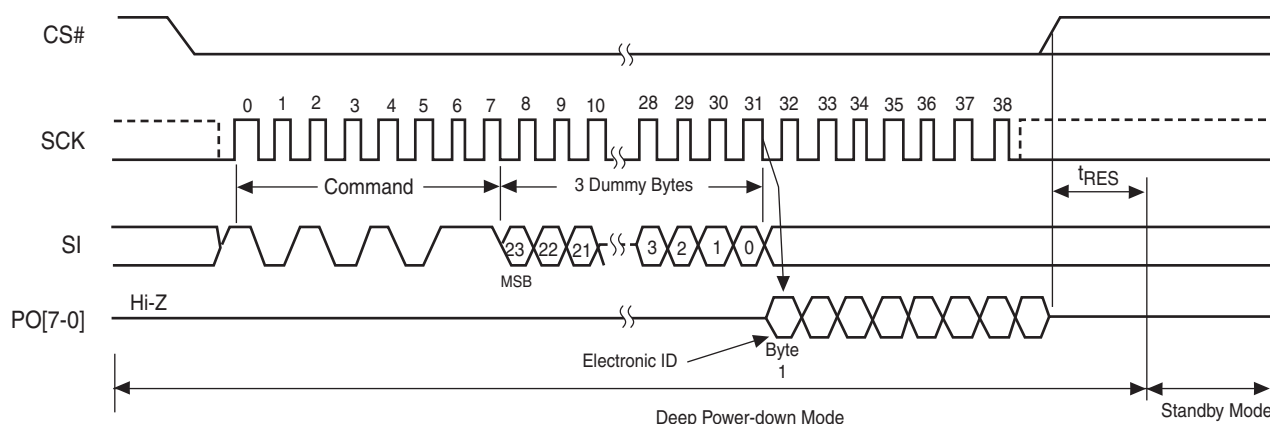 CS#
0 1 2 3 4 5 6 7 8 9 10 28 29 30 31 32 33 34 35 36 37 38
SCK
Command
3 Dummy Bytes
tRES
SI
23 22 21 3 2 1 0
MSB
Hi-Z
PO[7-0]
Electronic ID
Byte
1
Deep Power-down Mode
Standby Mode